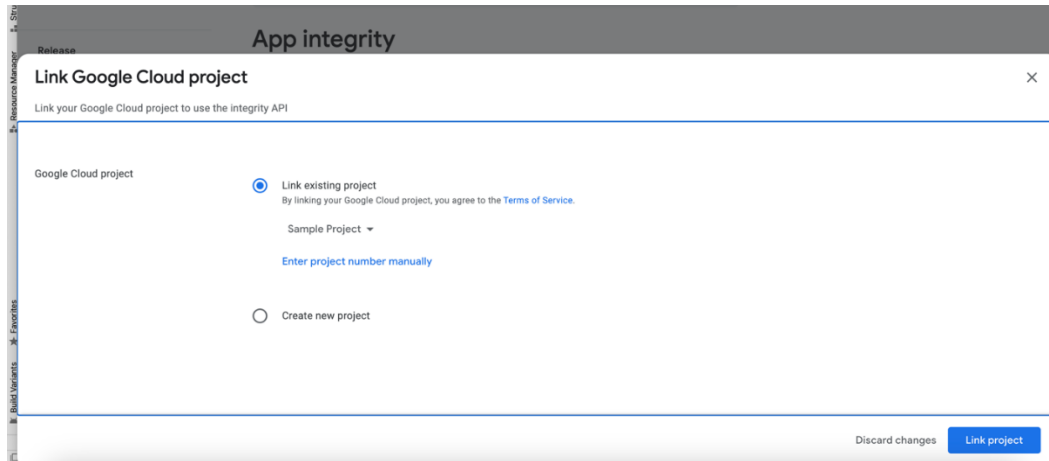 Stru
Resource Manager
Favorites
Build Variants
Release
App integrity
Link Google Cloud project
Link your Google Cloud project to use the integrity API
Google Cloud project
Link existing project
By linking your Google Cloud project, you agree to the Terms of Service.
Sample Project
Enter project number manually
Create new project
Discard changes
Link project